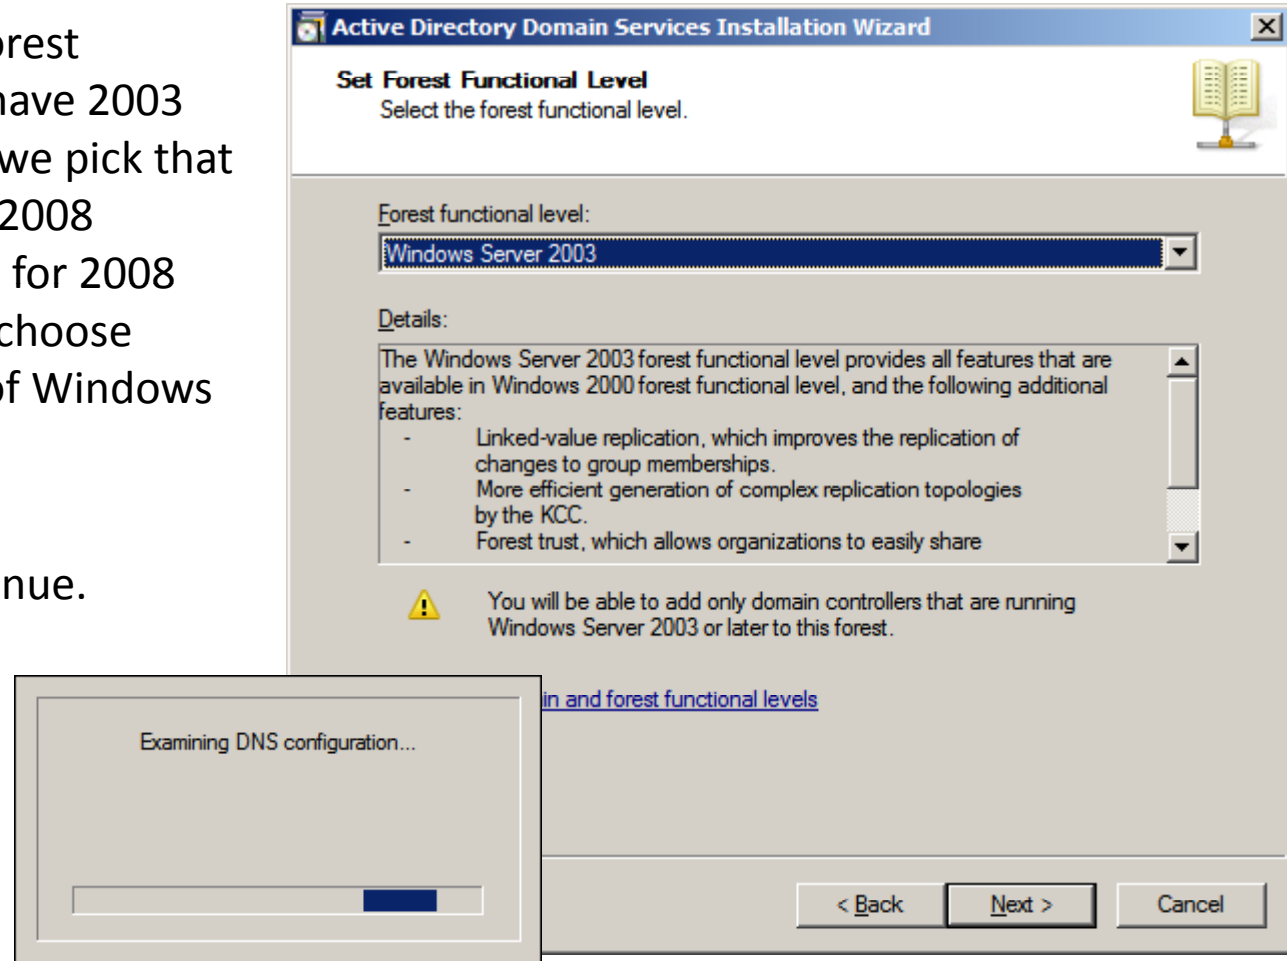 orest
have 2003
we pick that
2008
for 2008
choose
of Windows
nue.
Active Directory Domain Services Installation Wizard
Set Forest Functional Level
Select the forest functional level.
Forest functional level:
Windows Server 2003
Details:
The Windows Server 2003 forest functional level provides all features that are
available in Windows 2000 forest functional level, and the following additional
features:
- Linked-value replication, which improves the replication of
changes to group memberships.
- More efficient generation of complex replication topologies
by the KCC.
- Forest trust, which allows organizations to easily share
You will be able to add only domain controllers that are running
Windows Server 2003 or later to this forest.
in and forest functional levels
Examining DNS configuration...
< Back
Next >
Cancel